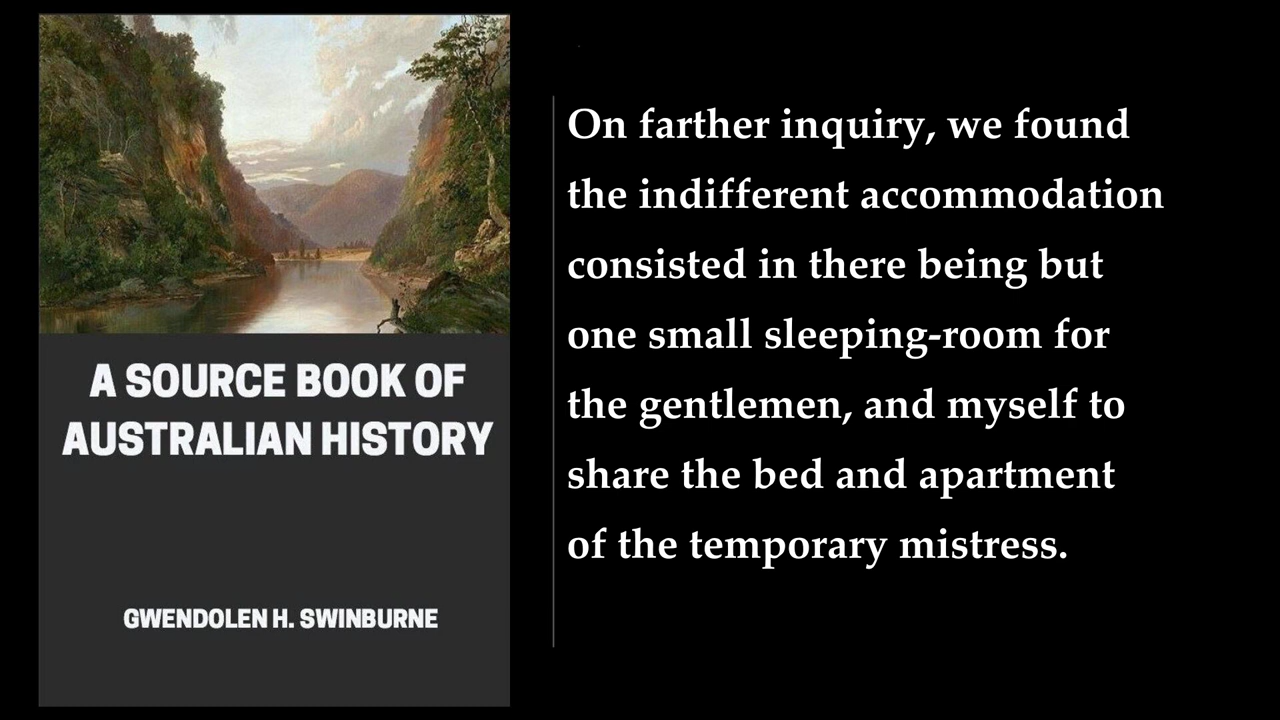 A SOURCE BOOK OF
AUSTRALIAN HISTORY
GWENDOLEN H. SWINBURNE
On farther inquiry, we found
the indifferent accommodation
consisted in there being but
one small sleeping-room for
the gentlemen, and myself to
share the bed and apartment
of the temporary mistress.